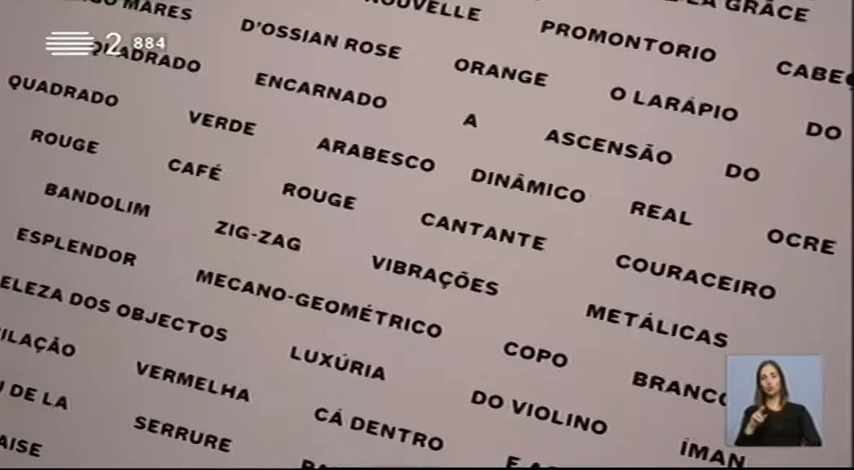 LA GRÂCE
NOUVELLE PROMONTORIO CABEÇ
MARES D'OSSIAN ROSE ORANGE O LARÁPIO DO
2 884
QUADRADO ENCARNADO A ASCENSÃO DO
QUADRADO VERDE ARABESCO DINÂMICO REAL OCRE
ROUGE CAFÉ ROUGE CANTANTE COURACEIRO
BANDOLIM ZIG-ZAG VIBRAÇÕES METÁLICAS
ESPLENDOR MECANO-GEOMÉTRICO COPO BRANCO
ELEZA DOS OBJECTOS LUXÚRIA DO VIOLINO ÍMAN
ILAÇÃO VERMELHA CÁ DENTRO E
DE LA SERRURE
AISE